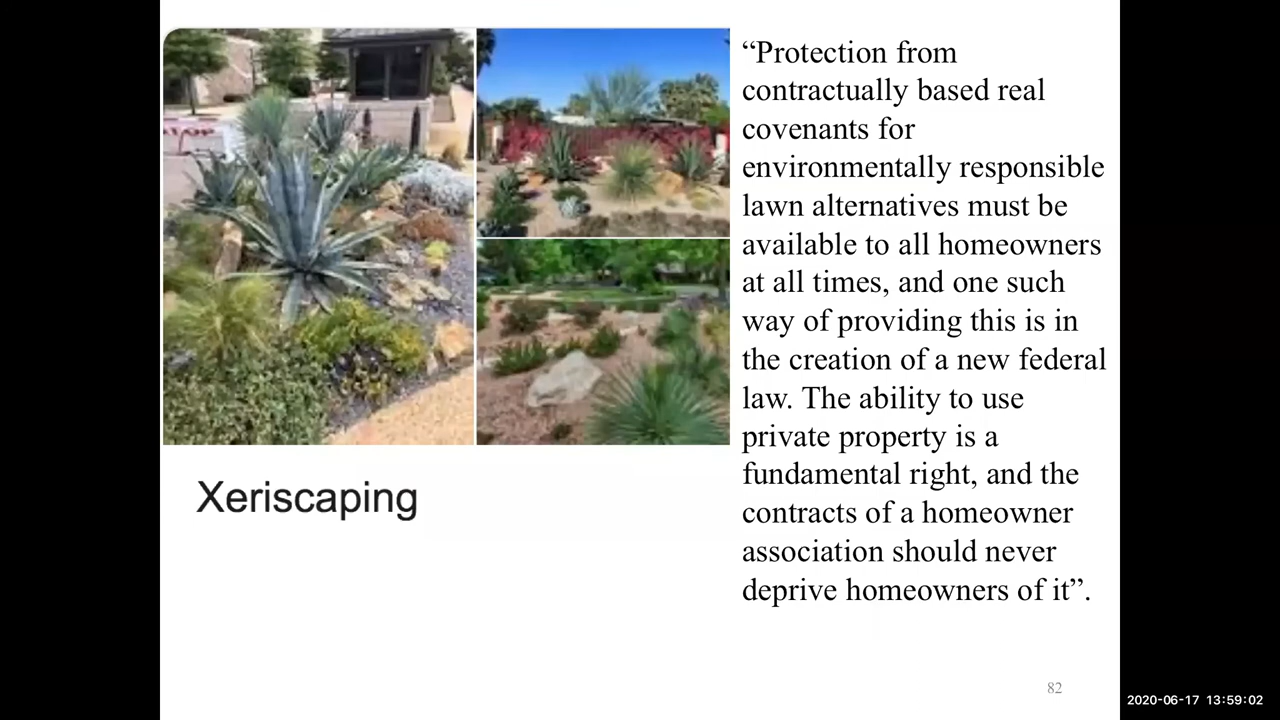 “Protection from
contractually based real
covenants for
environmentally responsible
lawn alternatives must be
available to all homeowners
at all times, and one such
way of providing this is in
the creation of a new federal
law. The ability to use
private property is a
fundamental right, and the
contracts of a homeowner
association should never
deprive homeowners of it”.
Xeriscaping
82
2020-06-17 13:59:02